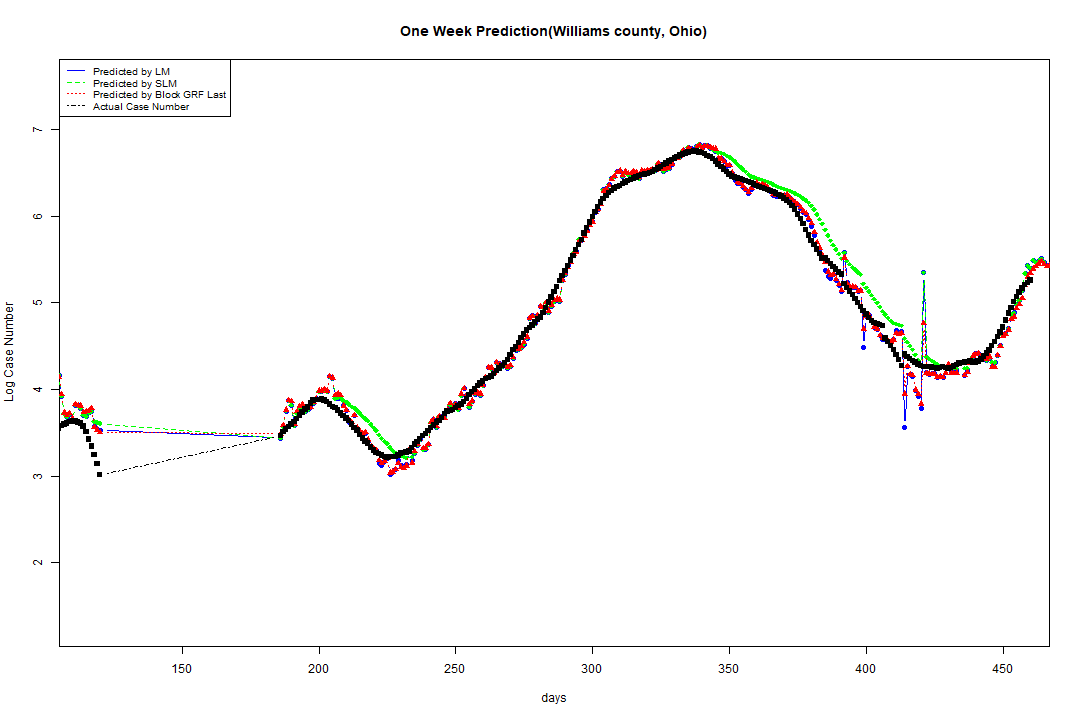 One Week Prediction(Williams county, Ohio)
Predicted by LM
Predicted by SLM
Predicted by Block GRF Last
Actual Case Number
7
6
5
4
3
2
Log Case Number
150 200 250 300 350 400 450
days